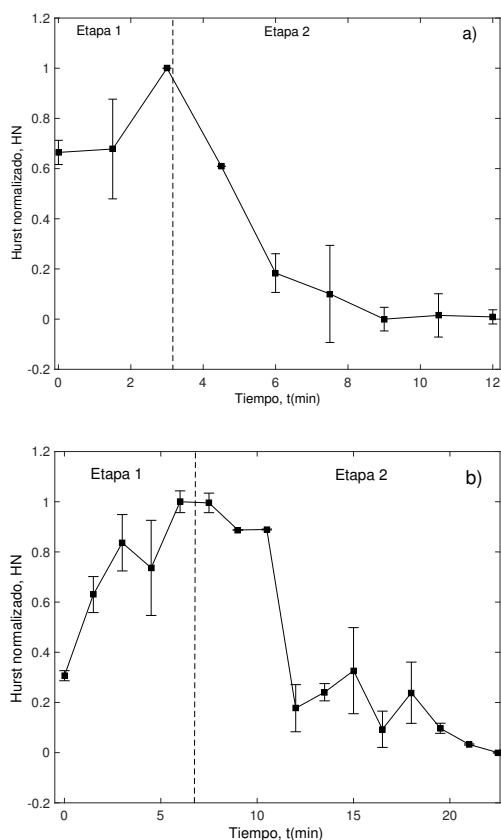 Etapa 1
Etapa 2
a)
1.2
1
0.8
0.6
0.4
0.2
0
-0.2
Hurst normalizado, HN
0 2 4 6 8 10 12
Tiempo, t(min)
Etapa 1
Etapa 2
b)
1.2
1
0.8
0.6
0.4
0.2
0
-0.2
Hurst normalizado, HN
0 5 10 15 20
Tiempo, t(min)